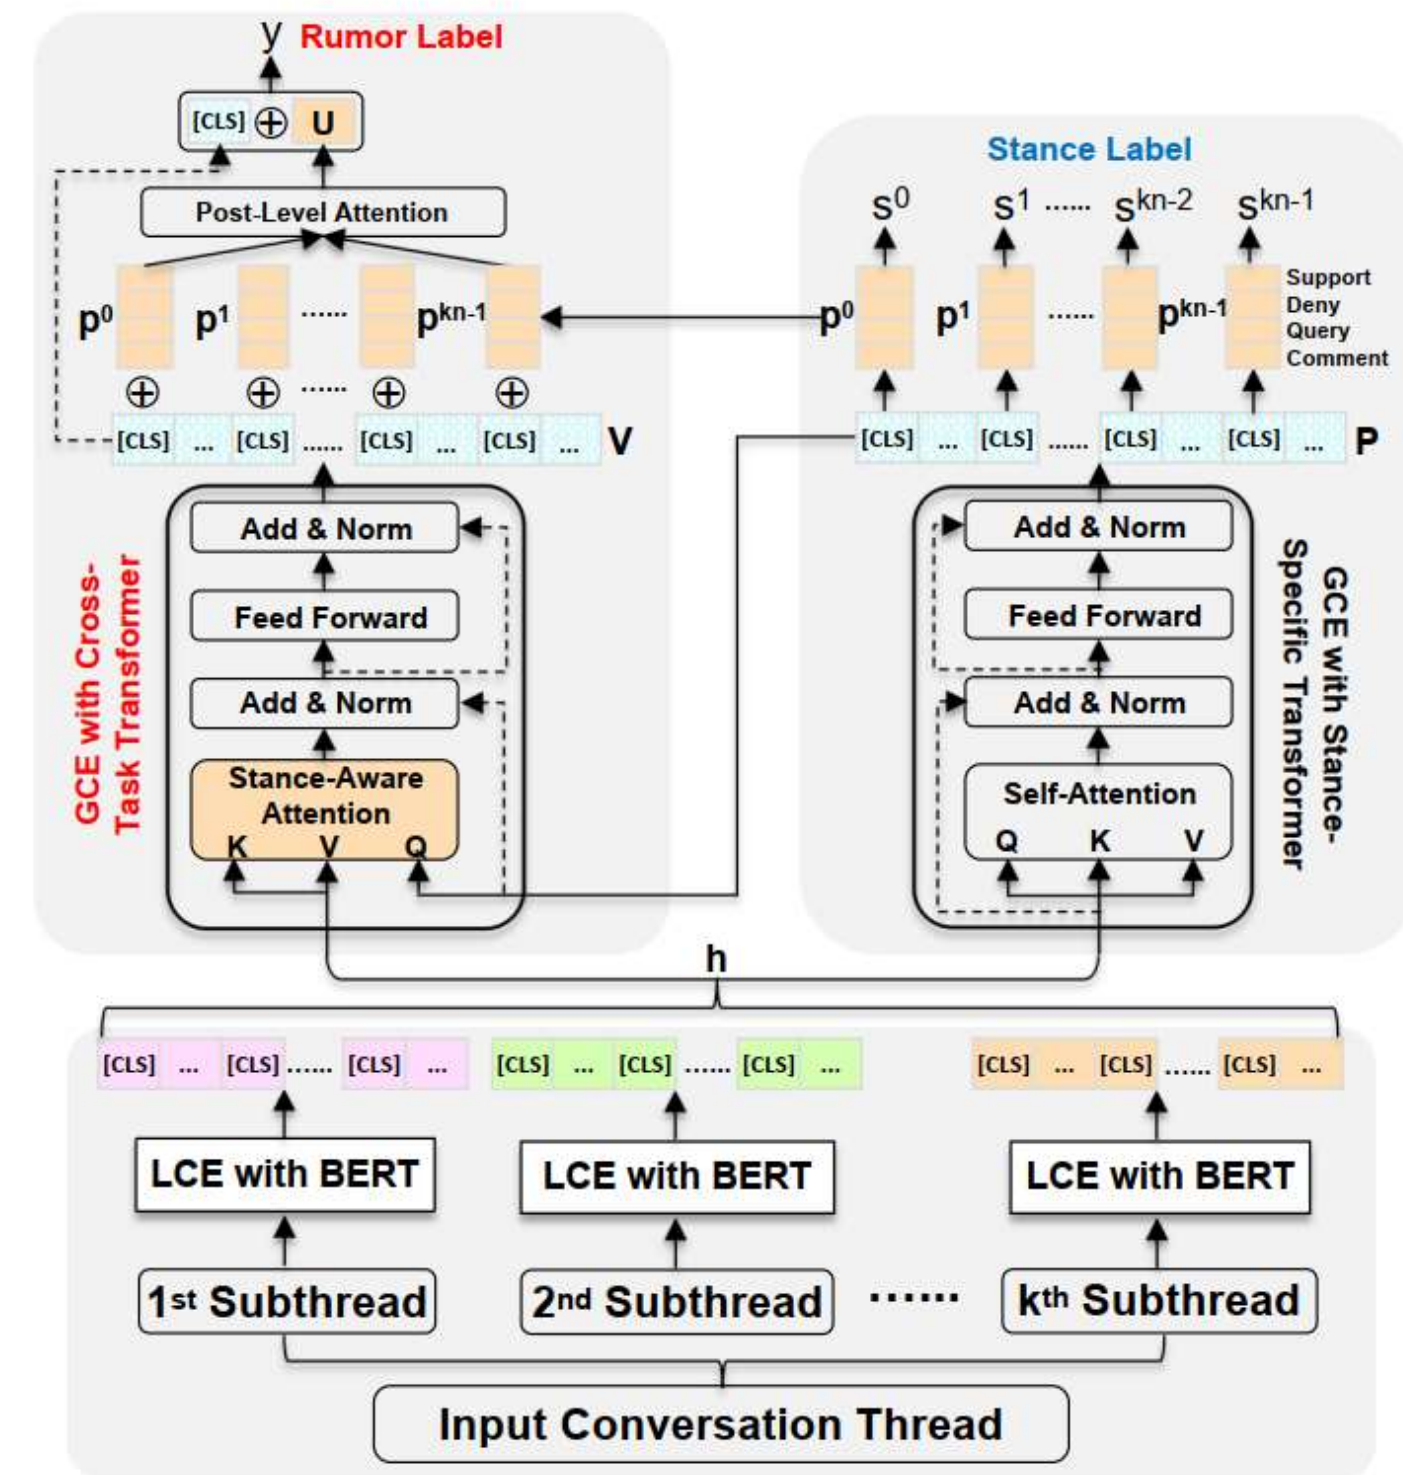 y Rumor Label
[CLS] ⊕ U
Post-Level Attention
p0 p1 ...... pkn-1
⊕ ⊕ ...... ⊕ ⊕
[CLS] ... [CLS] ...... [CLS] ... [CLS] ... V
Add & Norm
Feed Forward
Add & Norm
Stance-Aware
Attention
K V Q
GCE with Cross-
Task Transformer
Stance Label
s0 s1 ...... skn-2 skn-1
p0 p1 ...... pkn-1
Support
Deny
Query
Comment
[CLS] ... [CLS] ...... [CLS] ... [CLS] ... P
Add & Norm
Feed Forward
Add & Norm
Self-Attention
Q K V
GCE with Stance-
Specific Transformer
h
[CLS] ... [CLS] ...... [CLS] ...
[CLS] ... [CLS] ...... [CLS] ...
[CLS] ... [CLS] ...... [CLS] ...
LCE with BERT
LCE with BERT
LCE with BERT
1st Subthread
2nd Subthread
......
kth Subthread
Input Conversation Thread